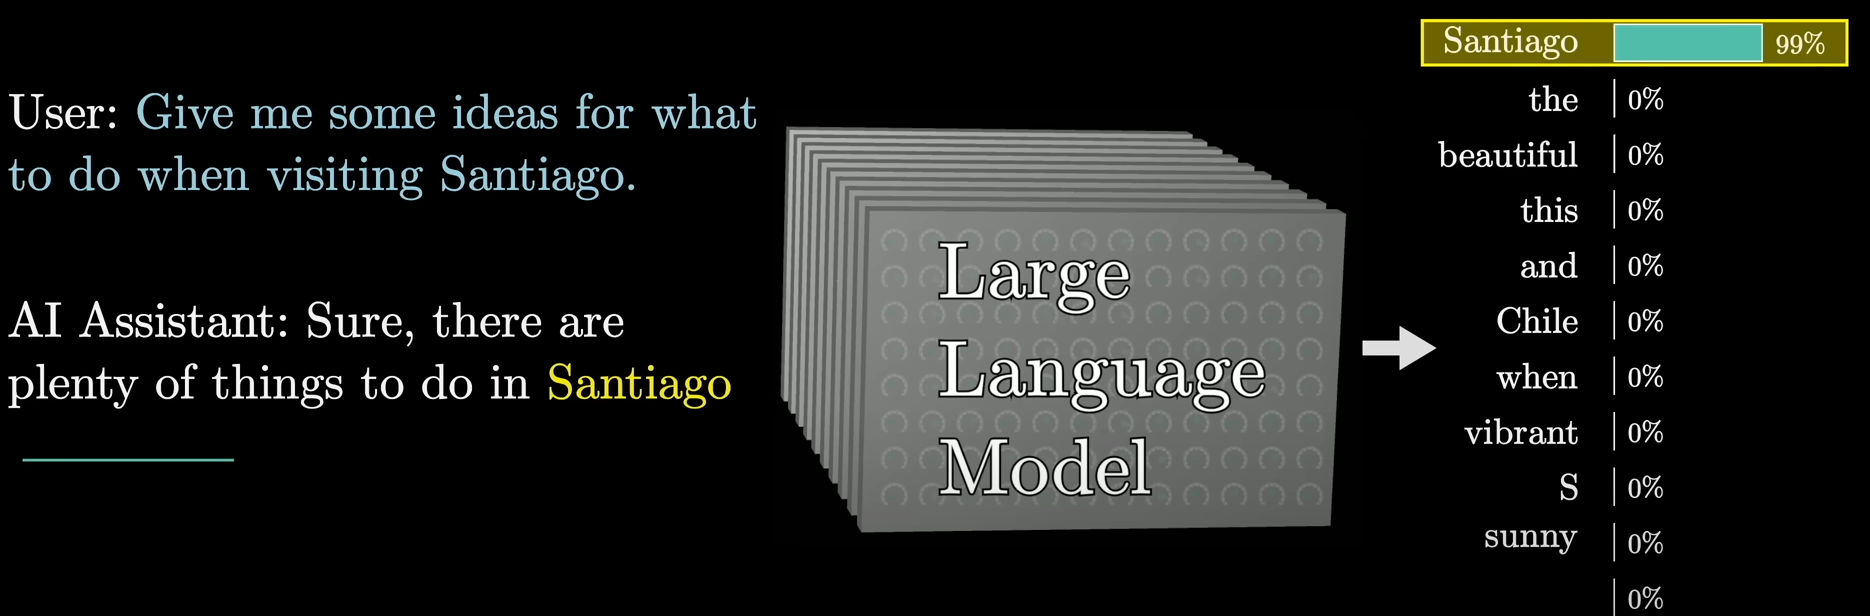 User: Give me some ideas for what
to do when visiting Santiago.
AI Assistant: Sure, there are
plenty of things to do in Santiago
Large
Language
Model
Santiago 99%
the 0%
beautiful 0%
this 0%
and 0%
Chile 0%
when 0%
vibrant 0%
S 0%
sunny 0%
0%